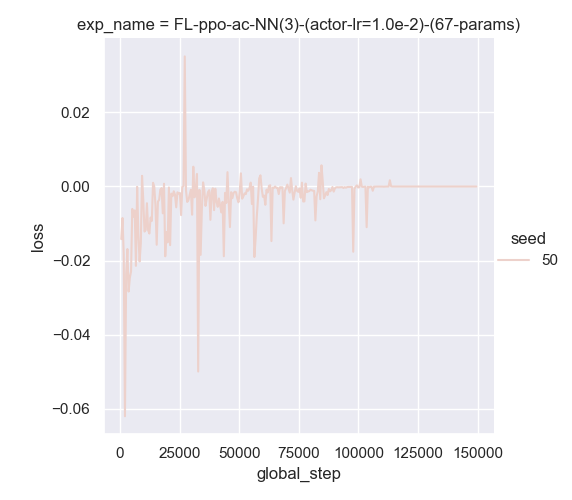 exp_name = FL-ppo-ac-NN(3)-(actor-lr=1.0e-2)-(67-params)
0.02
0.00
−0.02
−0.04
−0.06
loss
0 25000 50000 75000 100000 125000 150000
global_step
seed
50